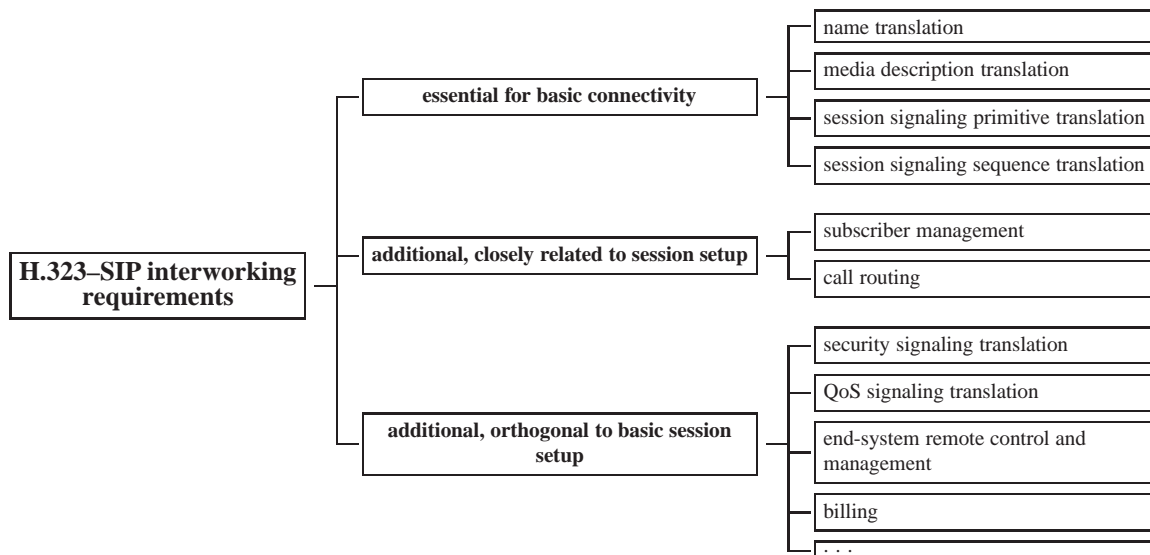 name translation
media description translation
essential for basic connectivity
session signaling primitive translation
session signaling sequence translation
subscriber management
additional, closely related to session setup
call routing
H.323–SIP interworking
requirements
security signaling translation
QoS signaling translation
additional, orthogonal to basic session
setup
end-system remote control and
management
billing
. . .